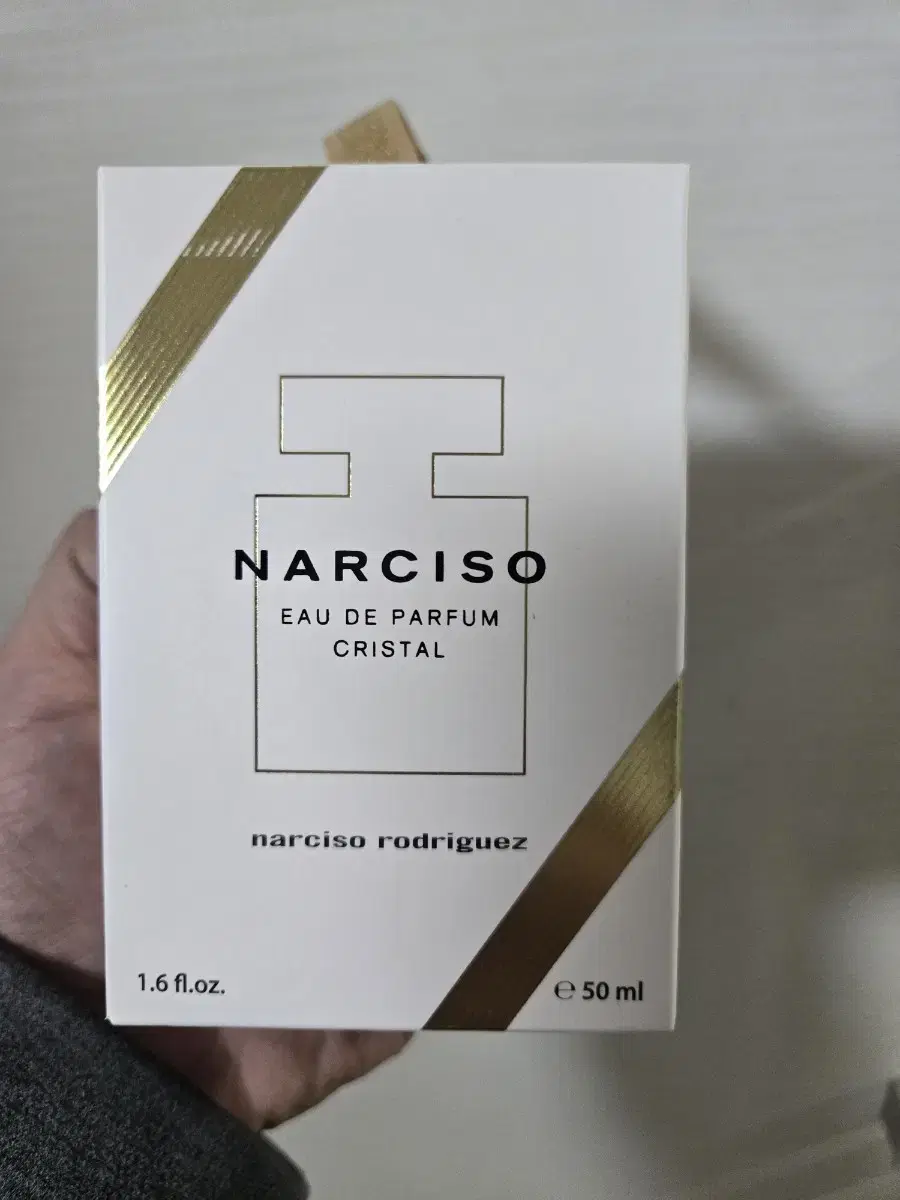 NARCISO
EAU DE PARFUM
CRISTAL
narciso rodriguez
1.6 fl.oz.
℮ 50 ml